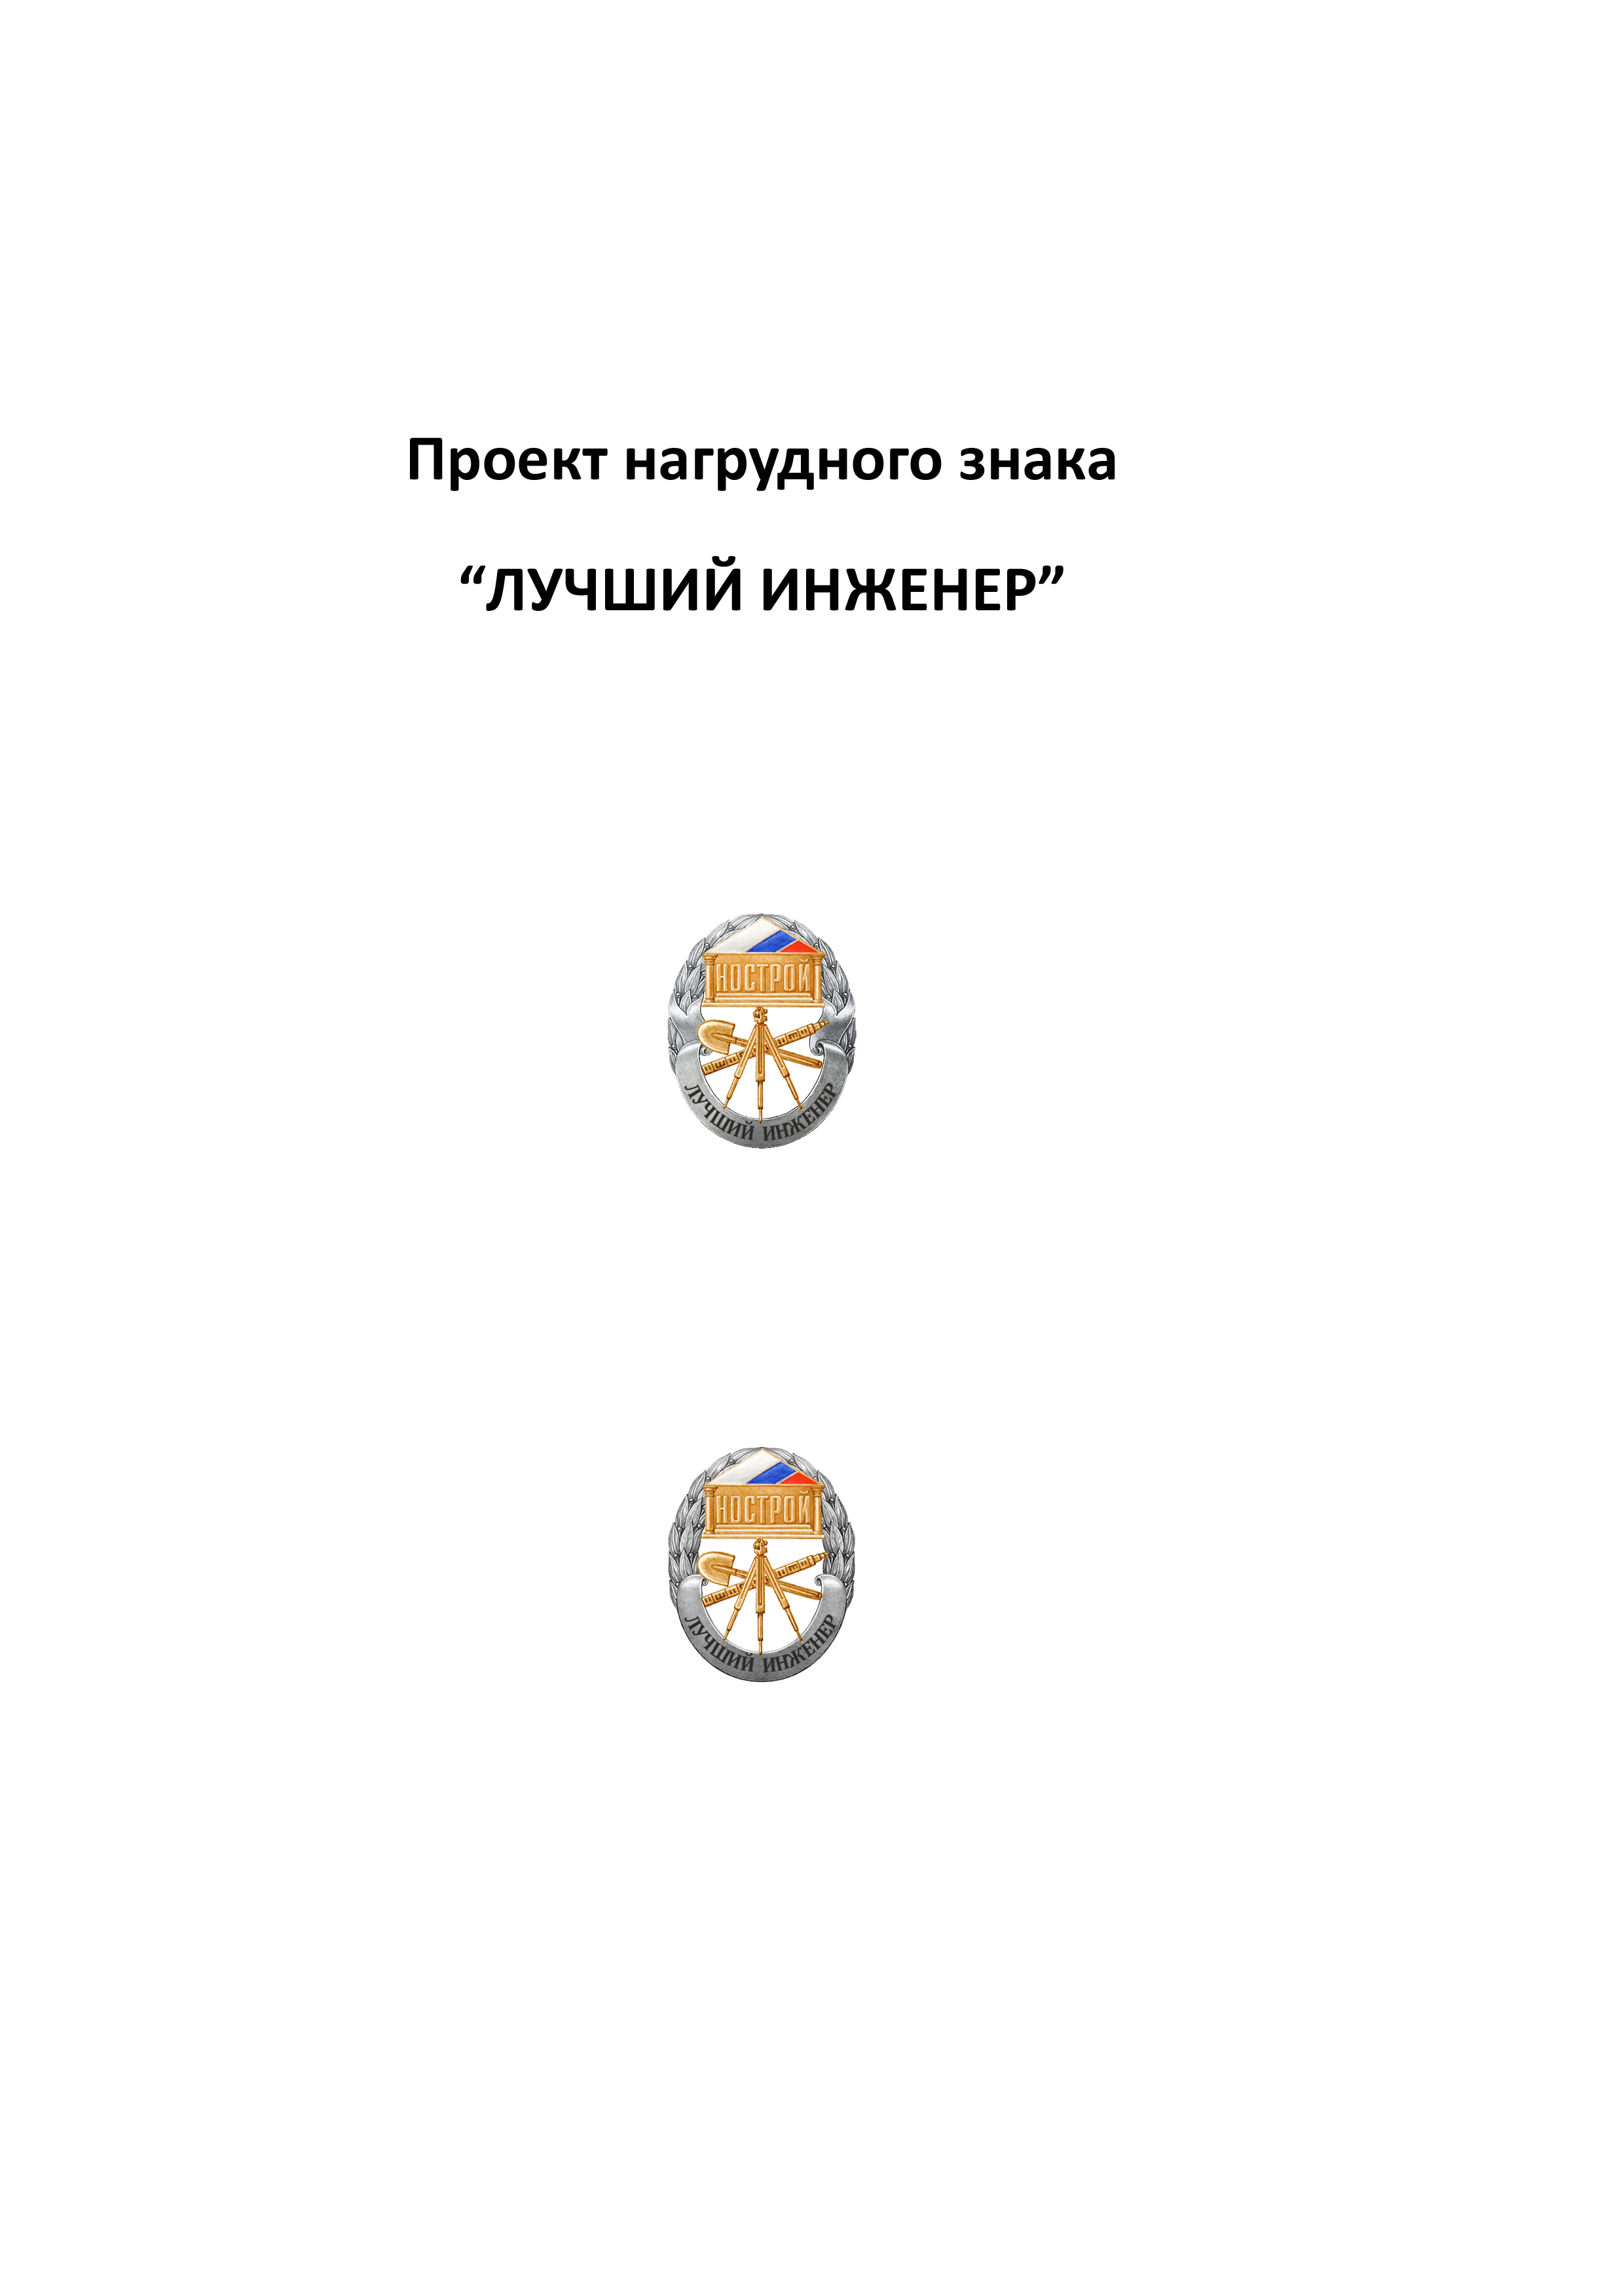 Проект нагрудного знака
“ЛУЧШИЙ ИНЖЕНЕР”
НОСТРОЙ
ЛУЧШИЙ ИНЖЕНЕР
НОСТРОЙ
ЛУЧШИЙ ИНЖЕНЕР